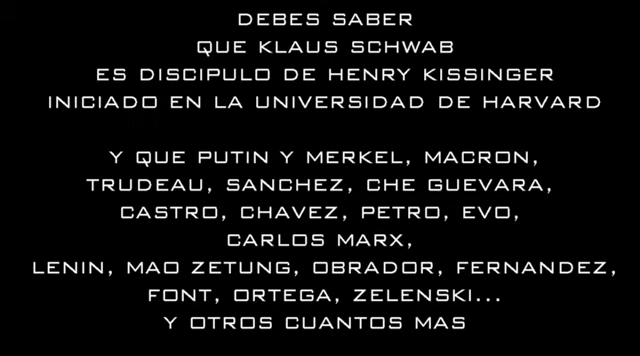 DEBES SABER
QUE KLAUS SCHWAB
ES DISCIPULO DE HENRY KISSINGER
INICIADO EN LA UNIVERSIDAD DE HARVARD
Y QUE PUTIN Y MERKEL, MACRON,
TRUDEAU, SANCHEZ, CHE GUEVARA,
CASTRO, CHAVEZ, PETRO, EVO,
CARLOS MARX,
LENIN, MAO ZETUNG, OBRADOR, FERNANDEZ,
FONT, ORTEGA, ZELENSKI...
Y OTROS CUANTOS MAS